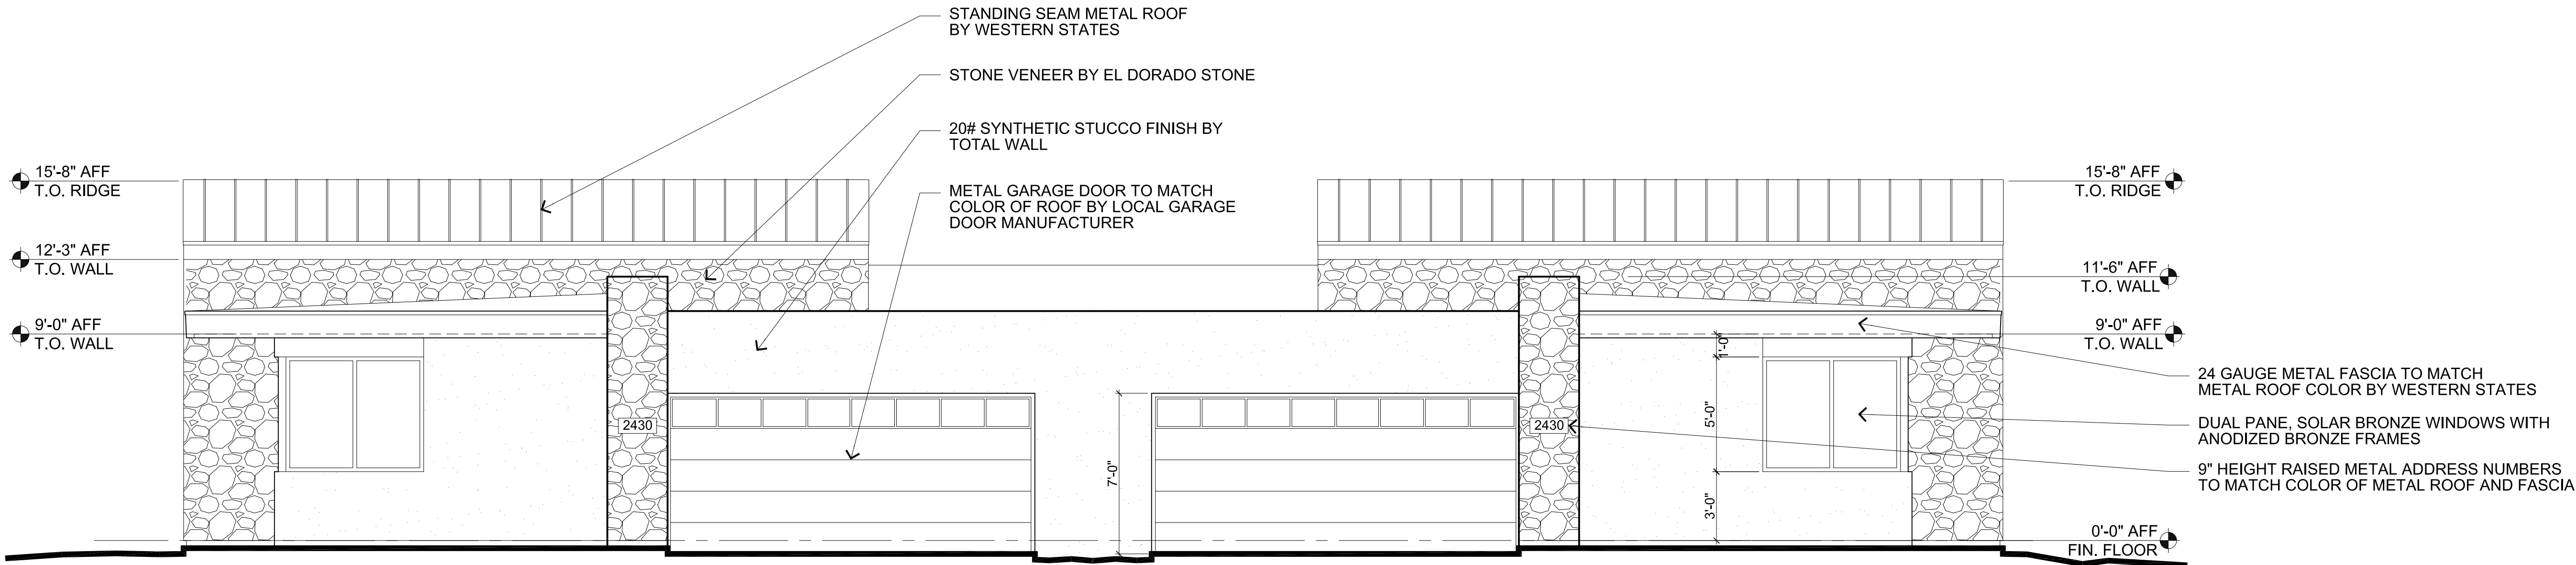 STANDING SEAM METAL ROOF
BY WESTERN STATES
STONE VENEER BY EL DORADO STONE
20# SYNTHETIC STUCCO FINISH BY
TOTAL WALL
METAL GARAGE DOOR TO MATCH
COLOR OF ROOF BY LOCAL GARAGE
DOOR MANUFACTURER
15'-8" AFF
T.O. RIDGE
12'-3" AFF
T.O. WALL
9'-0" AFF
T.O. WALL
15'-8" AFF
T.O. RIDGE
11'-6" AFF
T.O. WALL
9'-0" AFF
T.O. WALL
1'-0"
5'-0"
3'-0"
7'-0"
2430
2430
24 GAUGE METAL FASCIA TO MATCH
METAL ROOF COLOR BY WESTERN STATES
DUAL PANE, SOLAR BRONZE WINDOWS WITH
ANODIZED BRONZE FRAMES
9" HEIGHT RAISED METAL ADDRESS NUMBERS
TO MATCH COLOR OF METAL ROOF AND FASCIA
0'-0" AFF
FIN. FLOOR